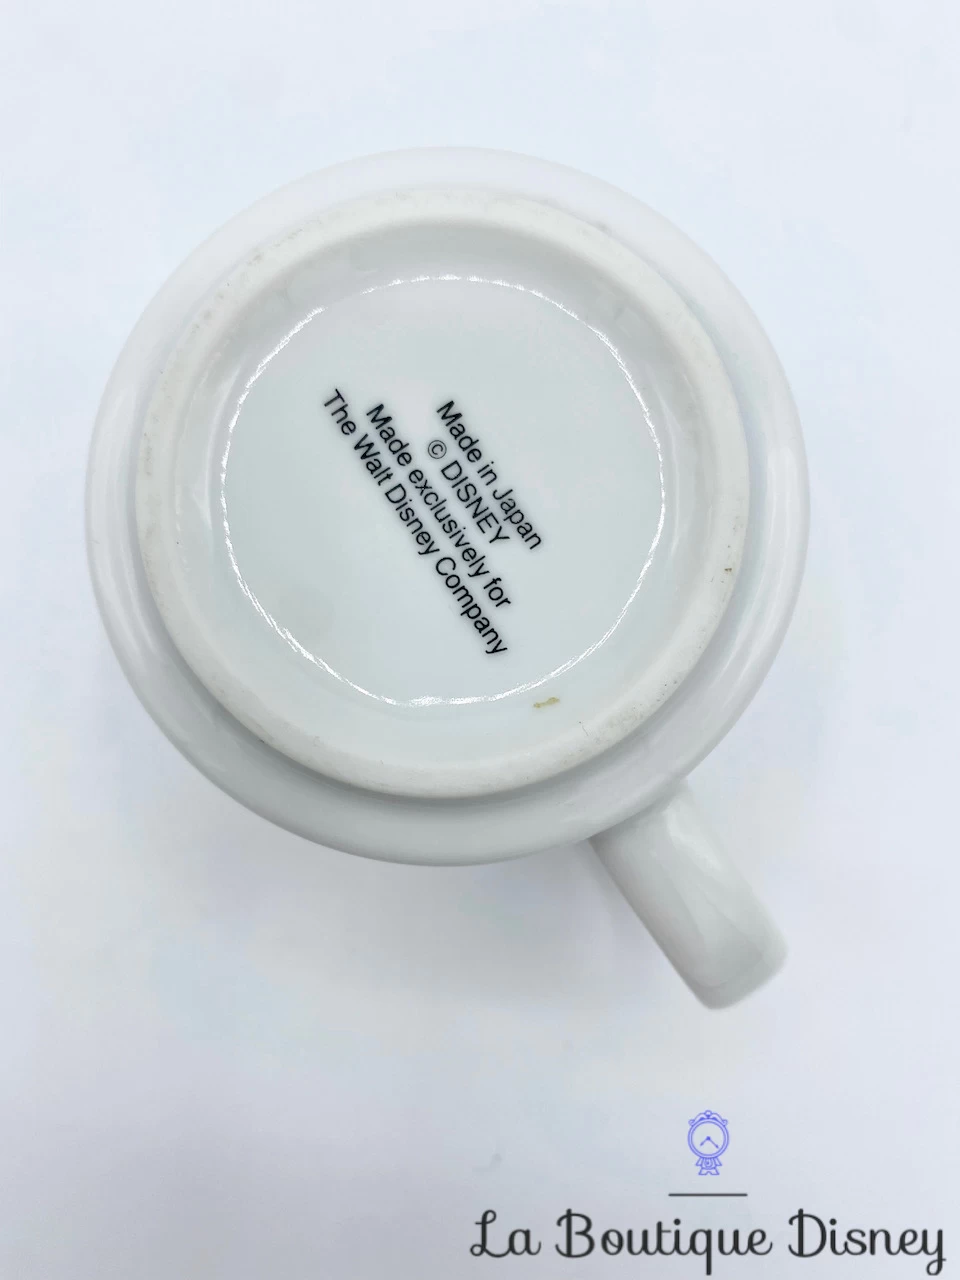 Made in Japan
© DISNEY
Made exclusively for
The Walt Disney Company
La Boutique Disney